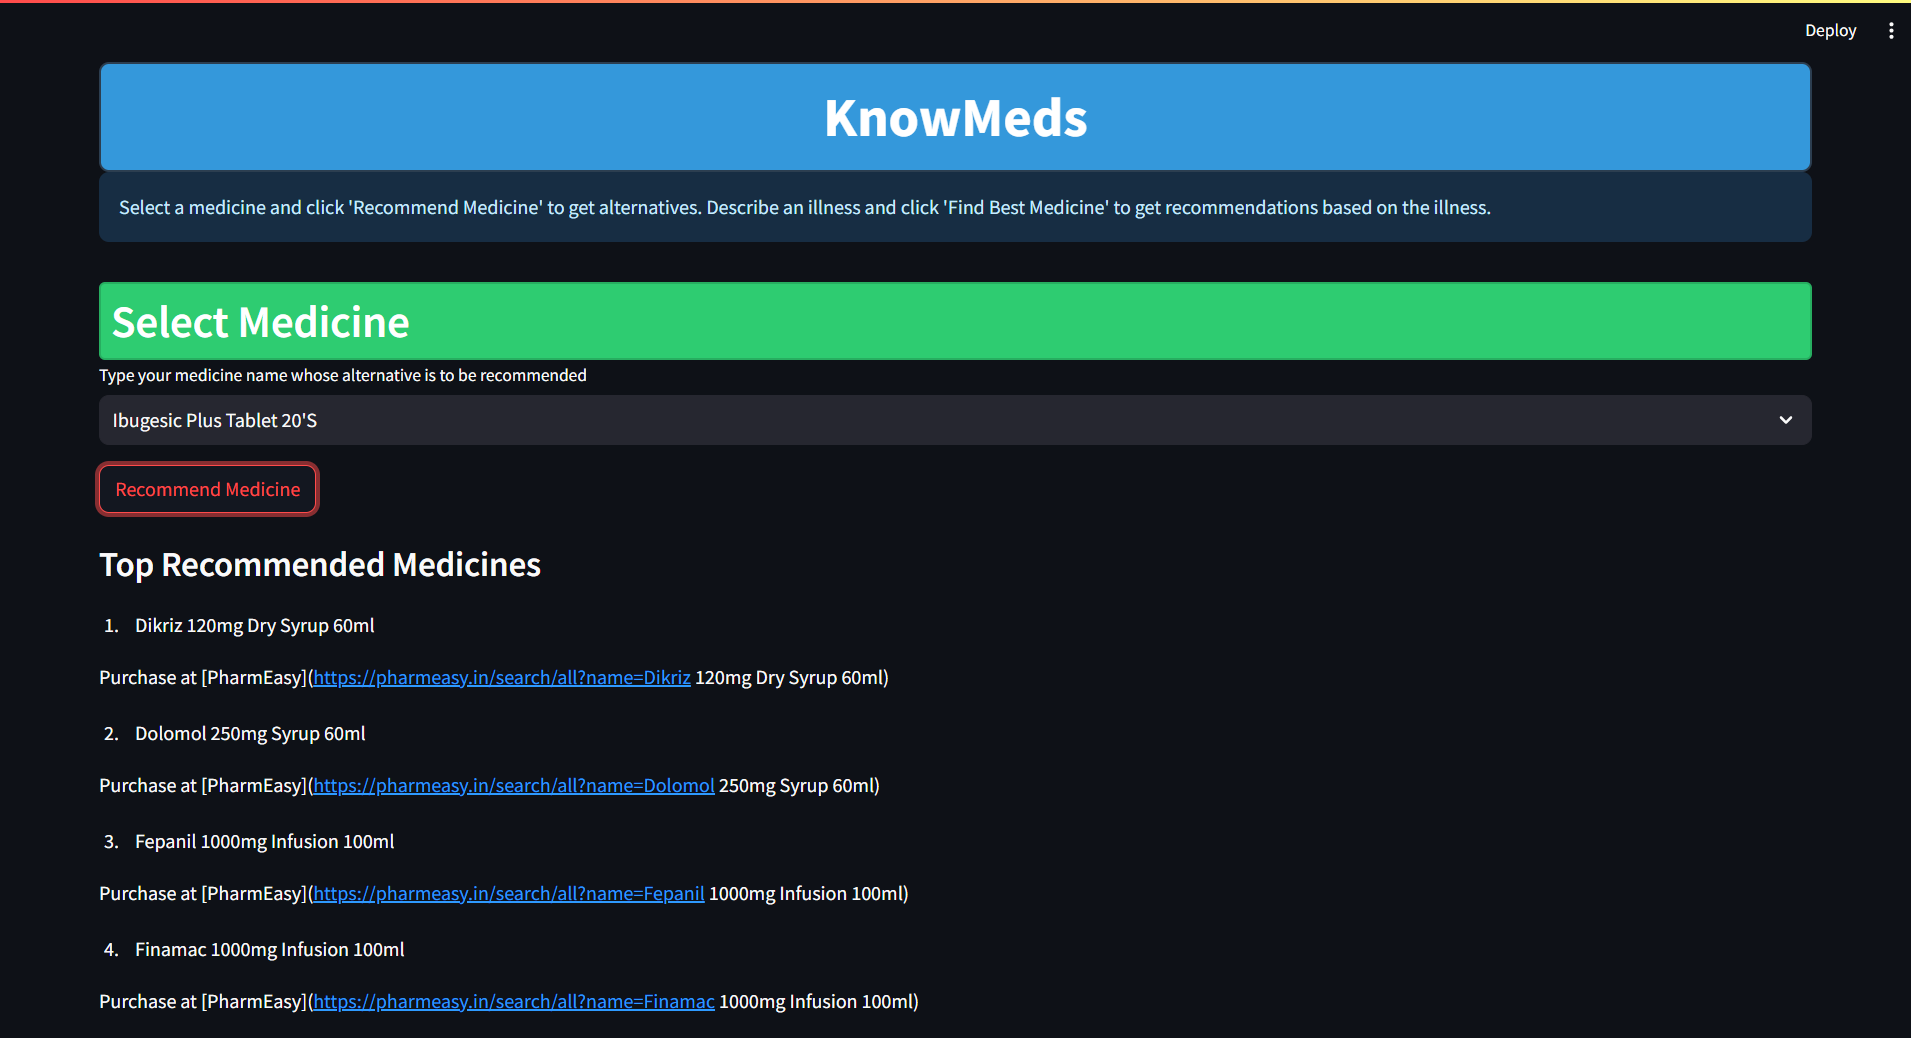 Deploy
KnowMeds
Select a medicine and click 'Recommend Medicine' to get alternatives. Describe an illness and click 'Find Best Medicine' to get recommendations based on the illness.
Select Medicine
Type your medicine name whose alternative is to be recommended
Ibugesic Plus Tablet 20'S
Recommend Medicine
Top Recommended Medicines
1. Dikriz 120mg Dry Syrup 60ml
Purchase at [PharmEasy](https://pharmeasy.in/search/all?name=Dikriz 120mg Dry Syrup 60ml)
2. Dolomol 250mg Syrup 60ml
Purchase at [PharmEasy](https://pharmeasy.in/search/all?name=Dolomol 250mg Syrup 60ml)
3. Fepanil 1000mg Infusion 100ml
Purchase at [PharmEasy](https://pharmeasy.in/search/all?name=Fepanil 1000mg Infusion 100ml)
4. Finamac 1000mg Infusion 100ml
Purchase at [PharmEasy](https://pharmeasy.in/search/all?name=Finamac 1000mg Infusion 100ml)